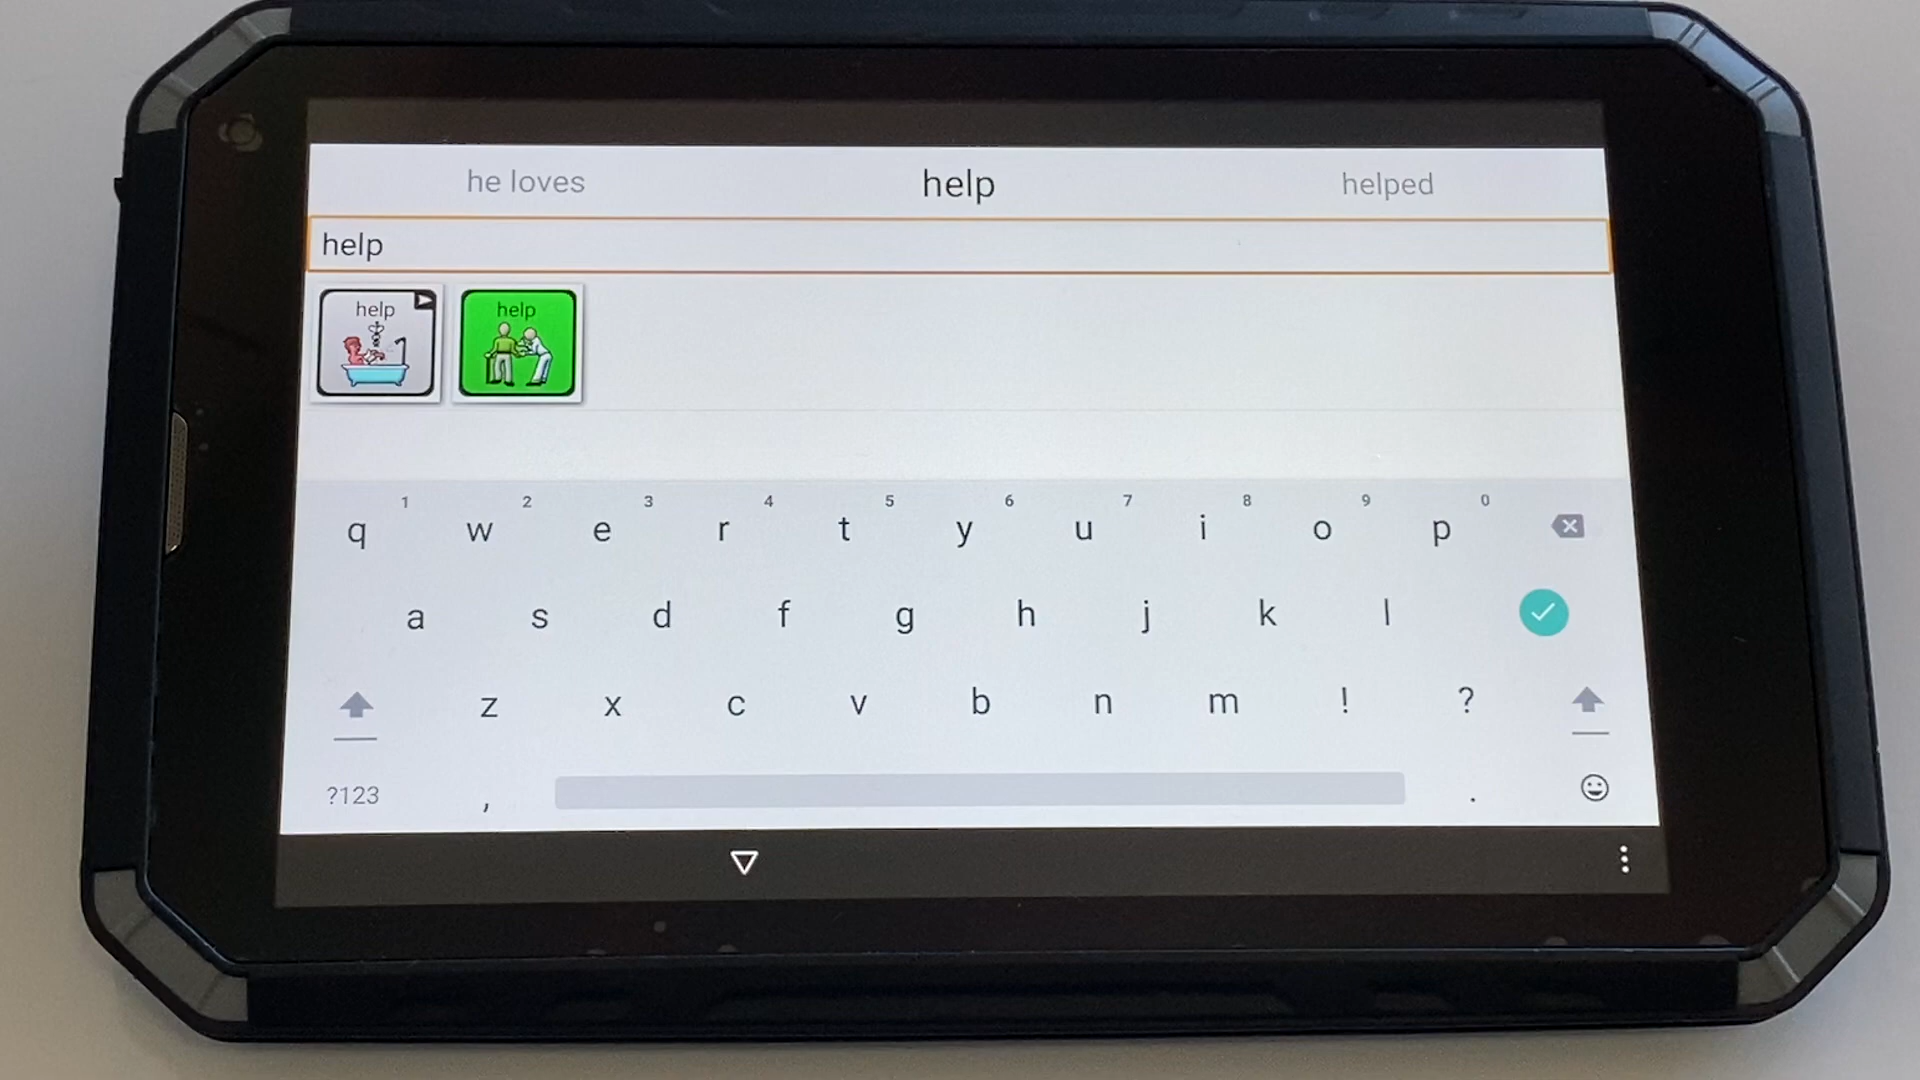 he loves help helped
help
help help
1 2 3 4 5 6 7 8 9 0
q w e r t y u i o p
a s d f g h j k l
z x c v b n m ! ?
?123 , .